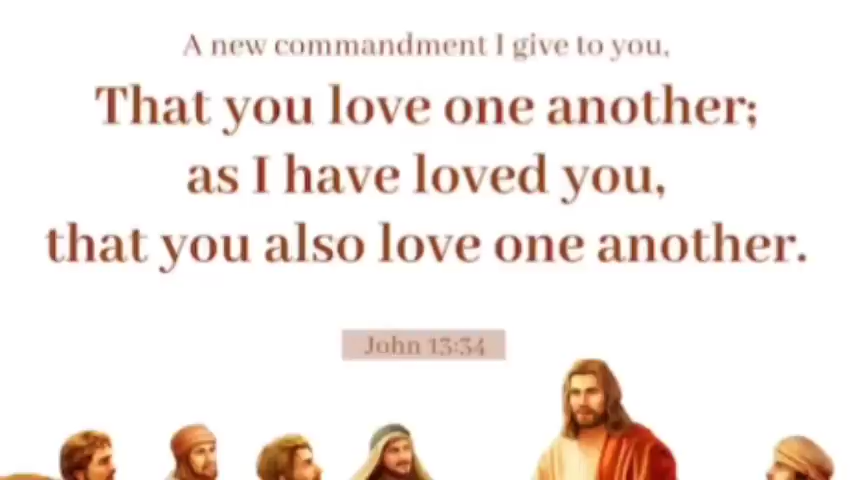 A new commandment I give to you,
That you love one another;
as I have loved you,
that you also love one another.
John 13:34